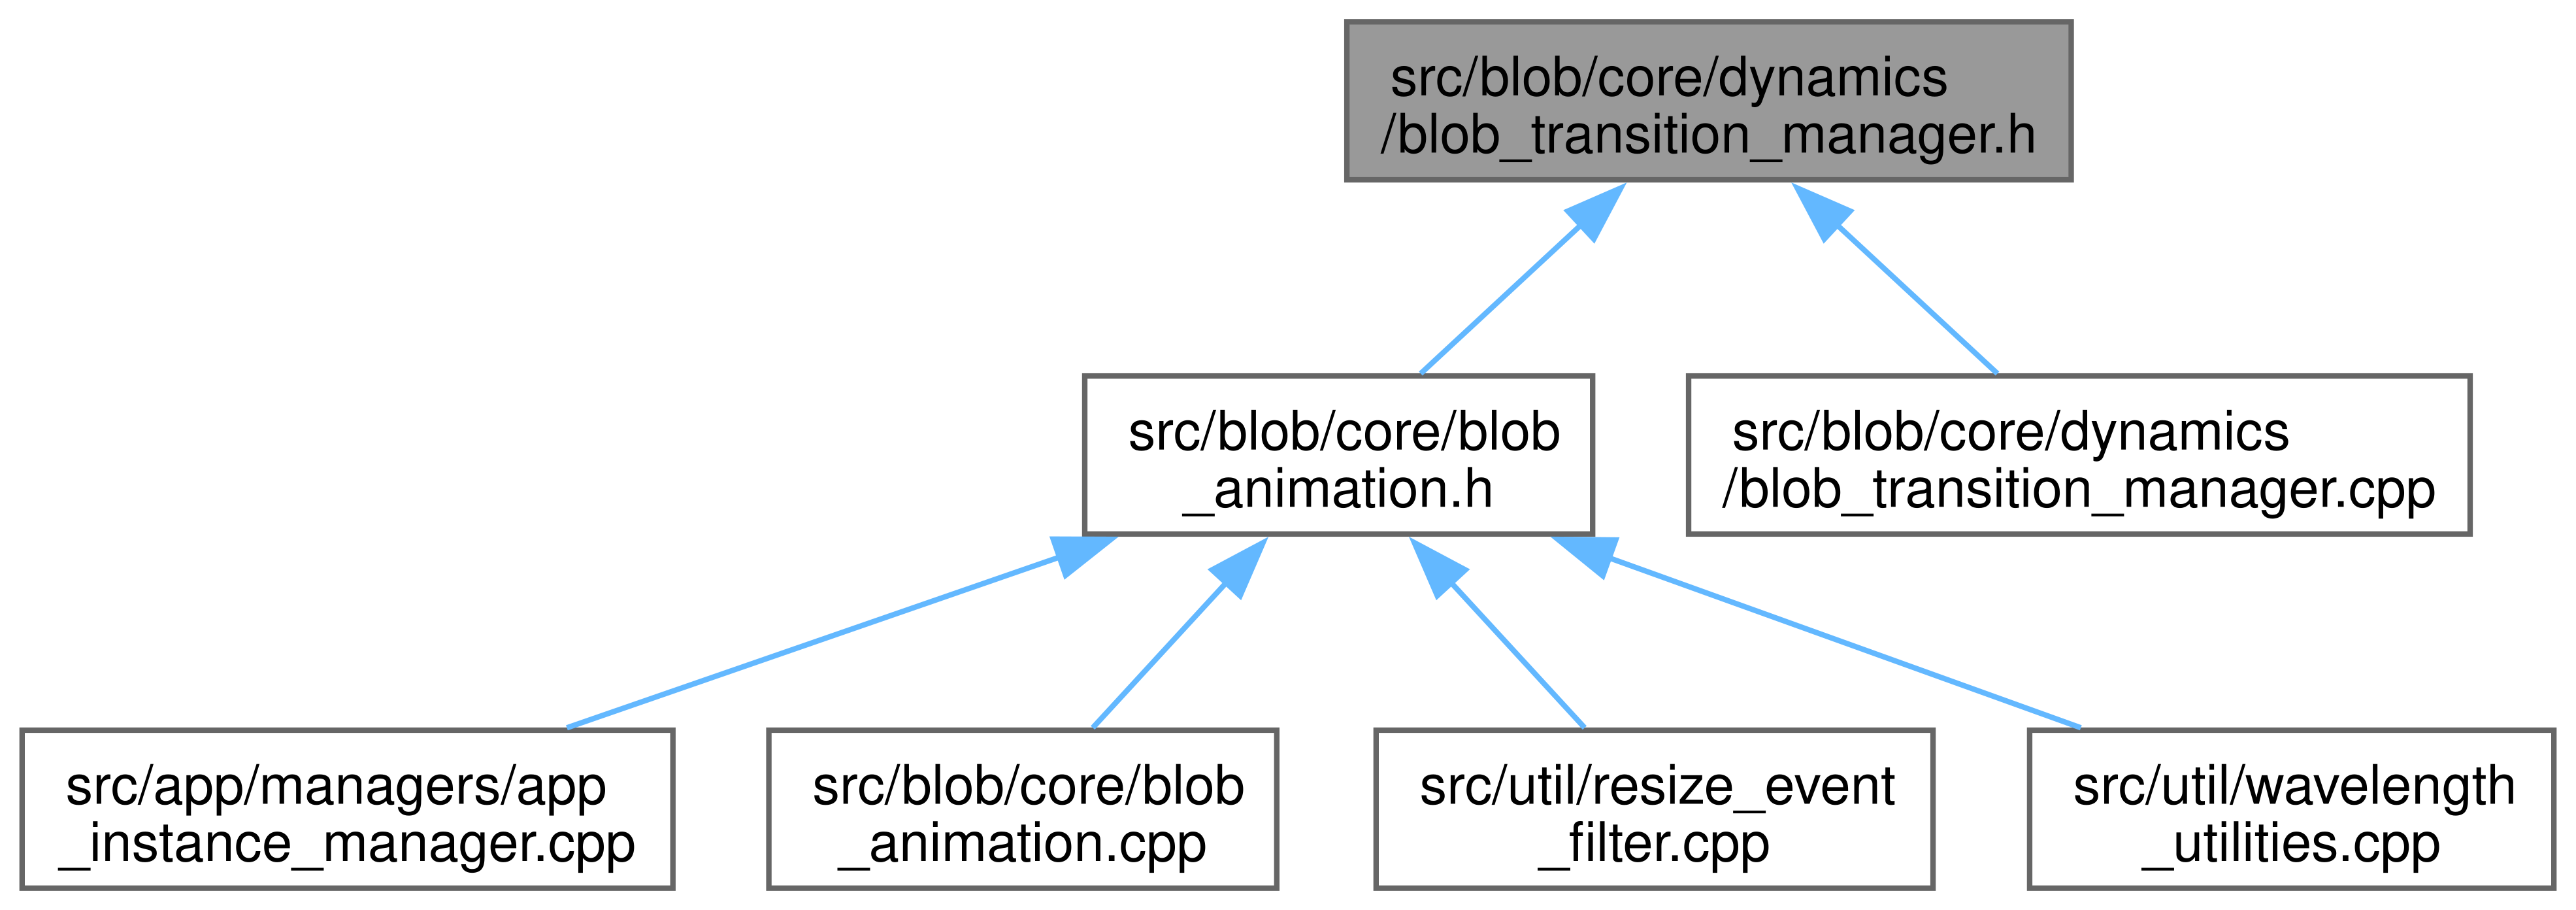 src/blob/core/dynamics
/blob_transition_manager.h
src/blob/core/blob
_animation.h
src/blob/core/dynamics
/blob_transition_manager.cpp
src/app/managers/app
_instance_manager.cpp
src/blob/core/blob
_animation.cpp
src/util/resize_event
_filter.cpp
src/util/wavelength
_utilities.cpp